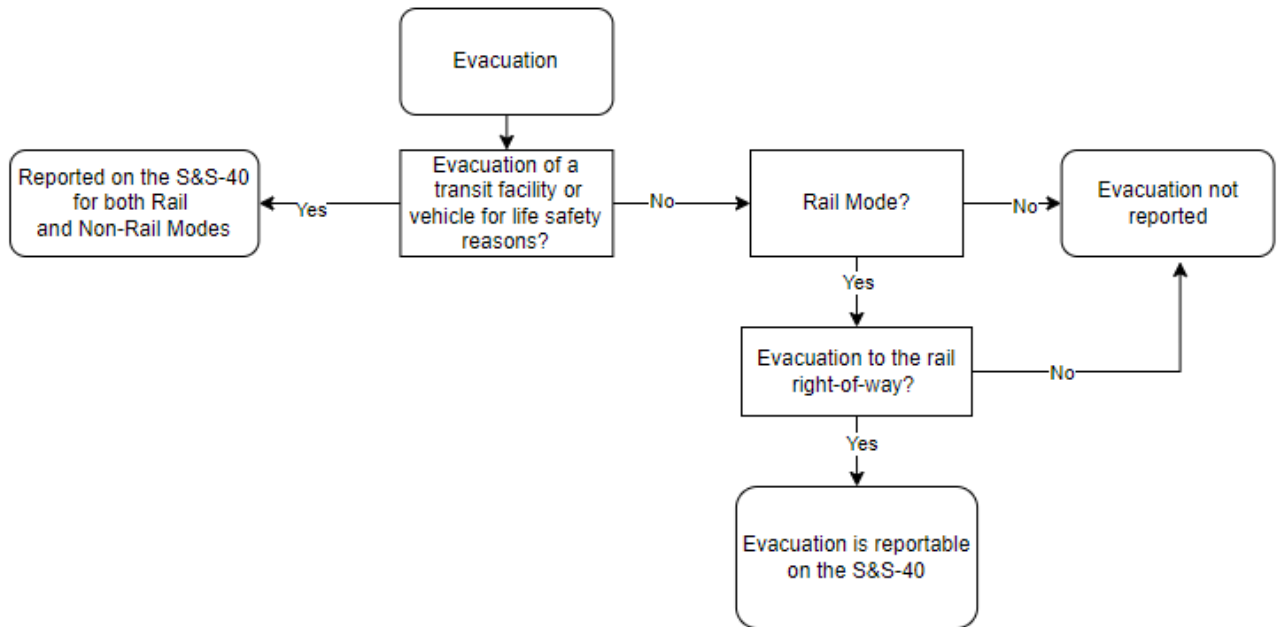 Evacuation
Reported on the S&S-40
for both Rail
and Non-Rail Modes
Yes
Evacuation of a
transit facility or
vehicle for life safety
reasons?
No
Rail Mode?
No
Evacuation not
reported
Yes
Evacuation to the rail
right-of-way?
No
Yes
Evacuation is reportable
on the S&S-40